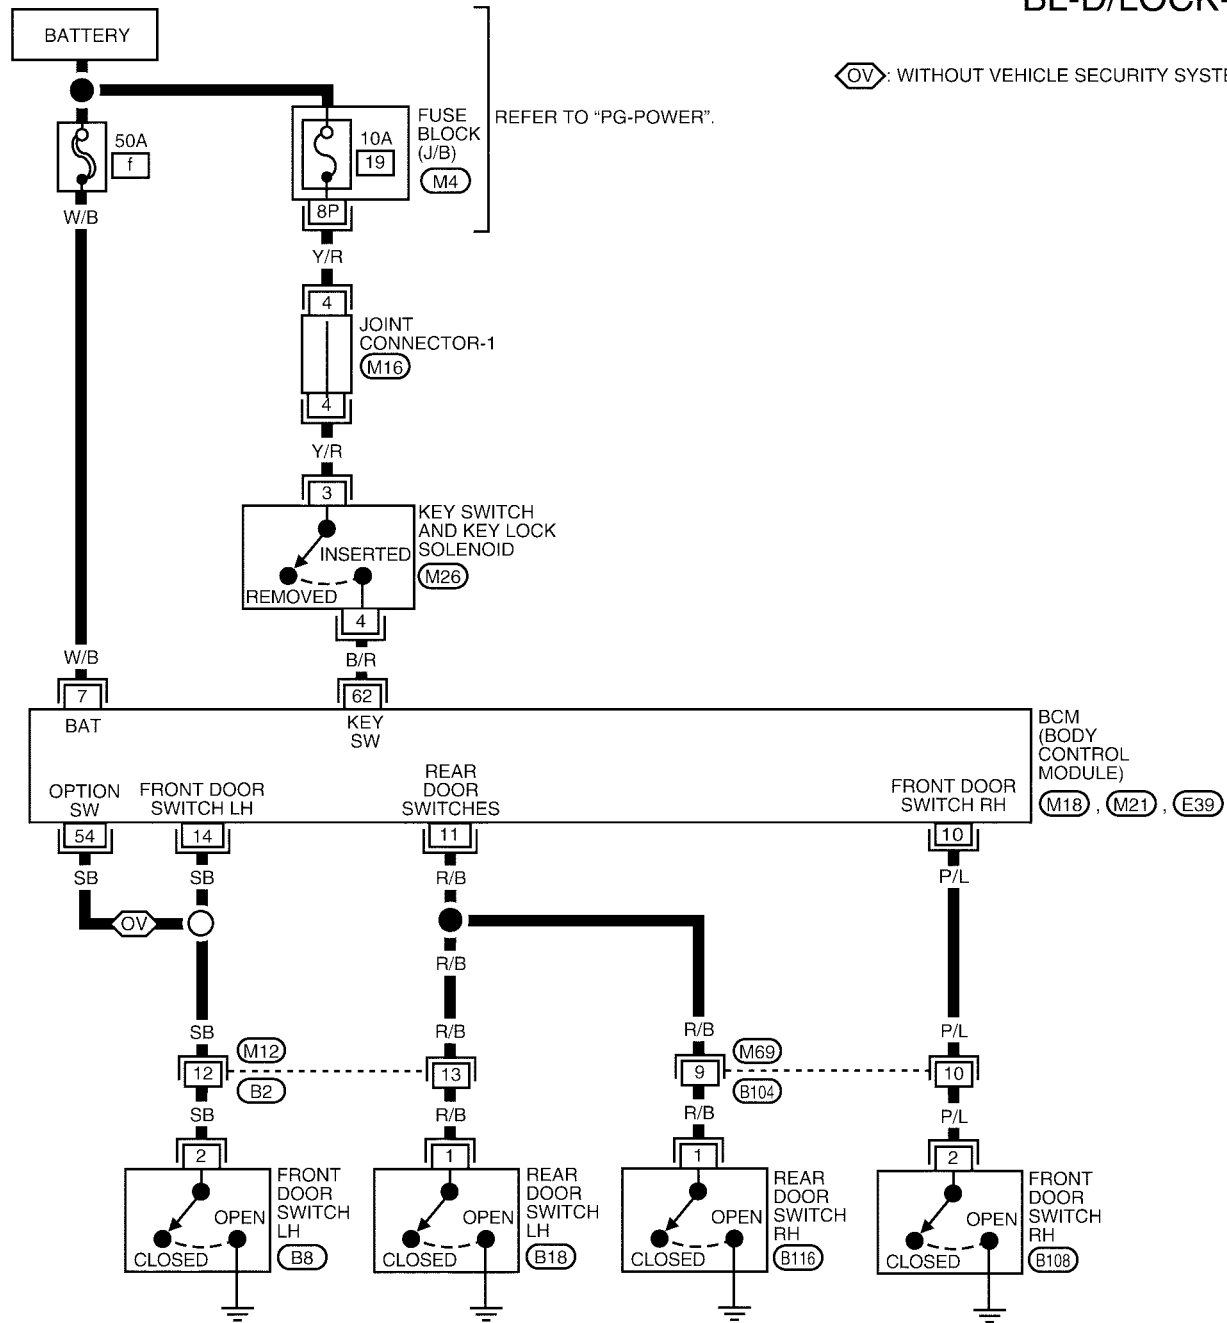 BL-D/LOCK-
BATTERY
OV : WITHOUT VEHICLE SECURITY SYSTE
50A
f
10A
19
FUSE
BLOCK
(J/B)
M4
REFER TO “PG-POWER”.
8P
W/B
Y/R
4
JOINT
CONNECTOR-1
M16
4
Y/R
3
KEY SWITCH
AND KEY LOCK
SOLENOID
M26
INSERTED
REMOVED
4
W/B
B/R
7
62
BAT
KEY
SW
BCM
(BODY
CONTROL
MODULE)
M18 , M21 , E39
OPTION
SW
FRONT DOOR
SWITCH LH
REAR
DOOR
SWITCHES
FRONT DOOR
SWITCH RH
54
14
11
10
SB
SB
R/B
P/L
OV
R/B
SB
R/B
R/B
P/L
M12
M69
12
13
9
10
B2
B104
SB
R/B
R/B
P/L
2
1
1
2
FRONT
DOOR
SWITCH
LH
B8
OPEN
CLOSED
REAR
DOOR
SWITCH
LH
B18
OPEN
CLOSED
REAR
DOOR
SWITCH
RH
B116
OPEN
CLOSED
FRONT
DOOR
SWITCH
RH
B108
OPEN
CLOSED